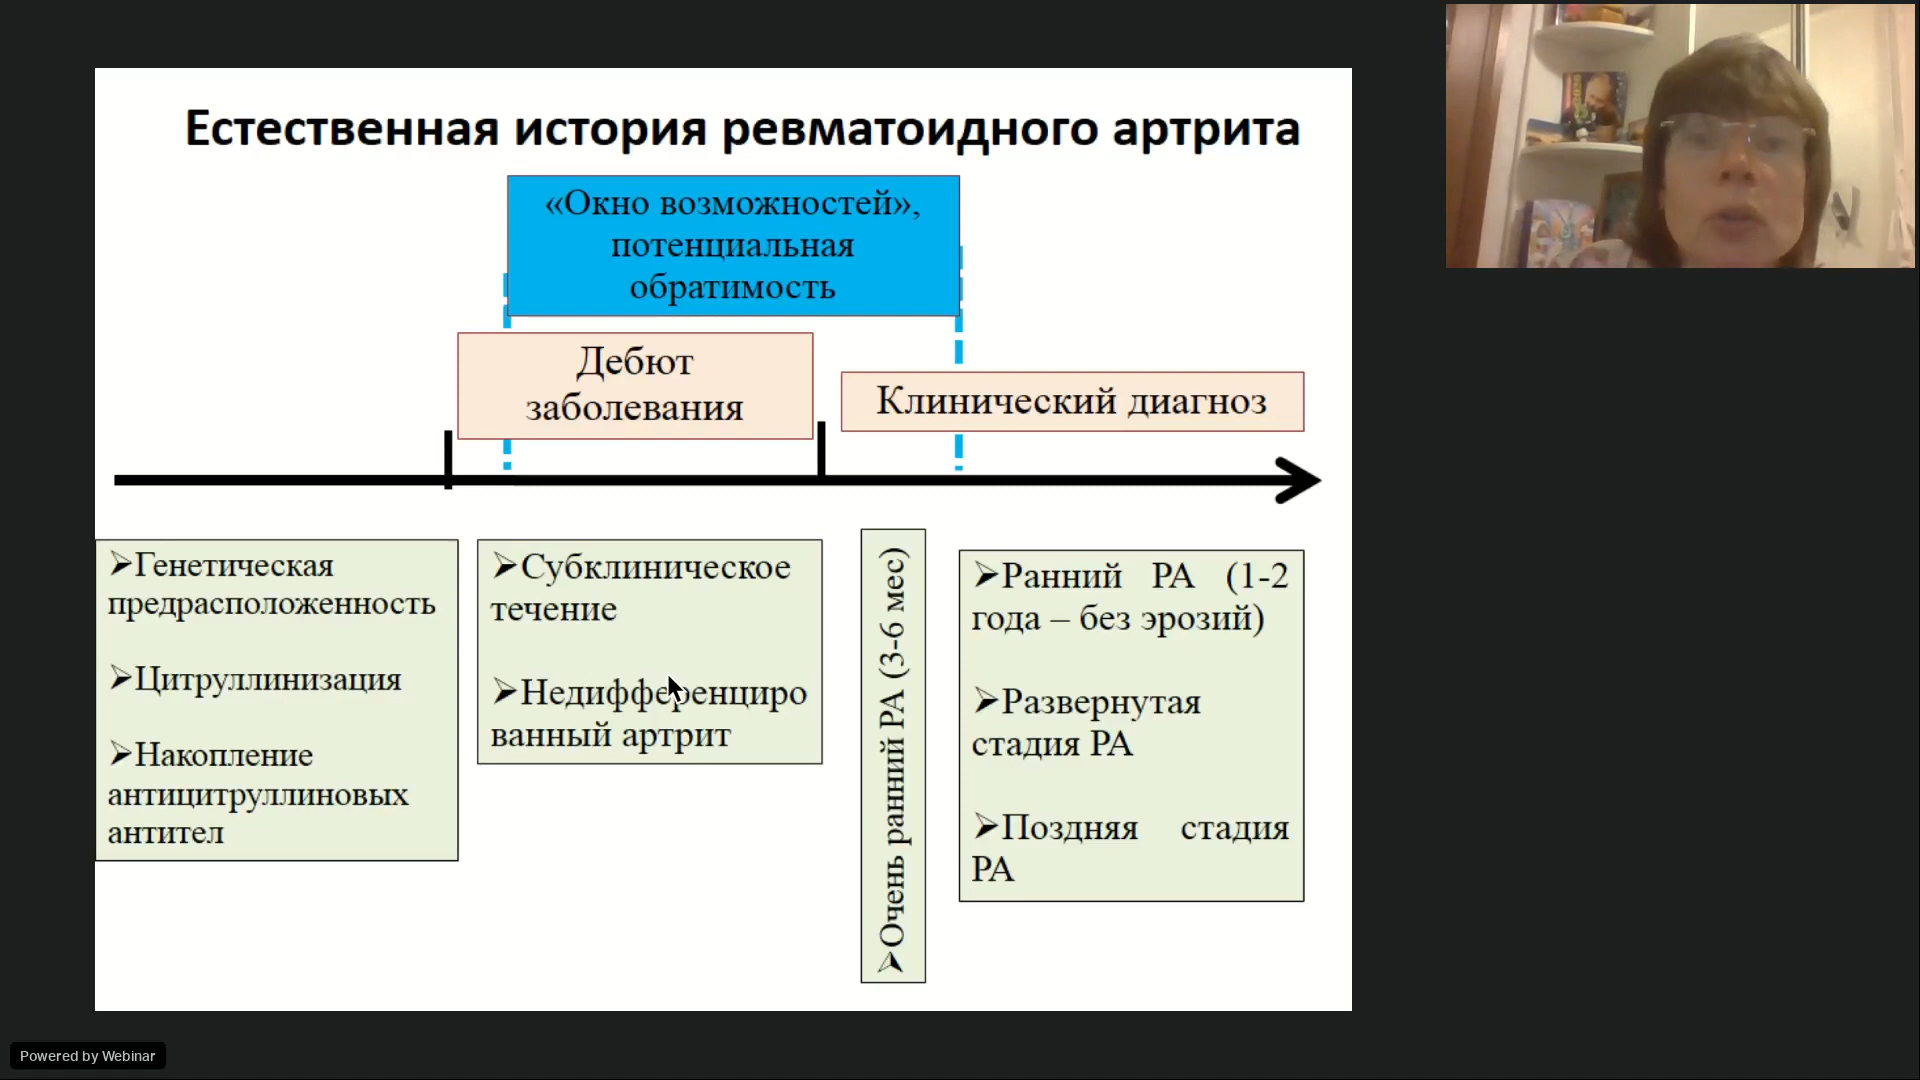 Естественная история ревматоидного артрита
«Окно возможностей»,
потенциальная
обратимость
Дебют
заболевания
Клинический диагноз
➢Генетическая
предрасположенность
➢Цитруллинизация
➢Накопление
антицитруллиновых
антител
➢Субклиническое
течение
➢Недифференциро
ванный артрит
➢Очень ранний РА (3-6 мес)
➢Ранний РА (1-2
года – без эрозий)
➢Развернутая
стадия РА
➢Поздняя стадия
РА
Powered by Webinar